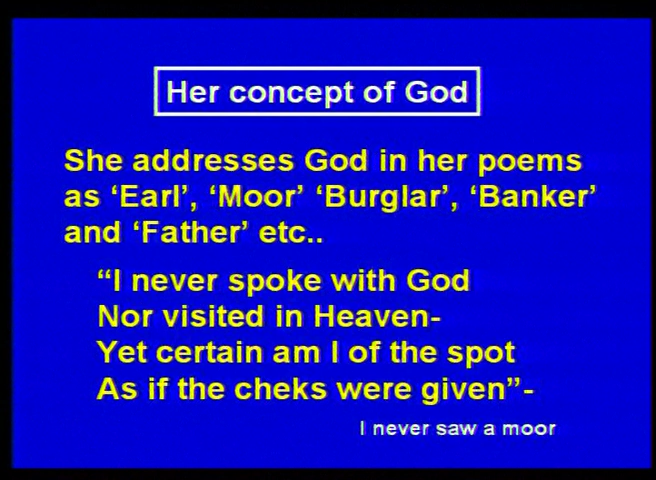 Her concept of God
She addresses God in her poems
as ‘Earl’, ‘Moor’ ‘Burglar’, ‘Banker’
and ‘Father’ etc..
“I never spoke with God
Nor visited in Heaven-
Yet certain am I of the spot
As if the cheks were given”-
I never saw a moor